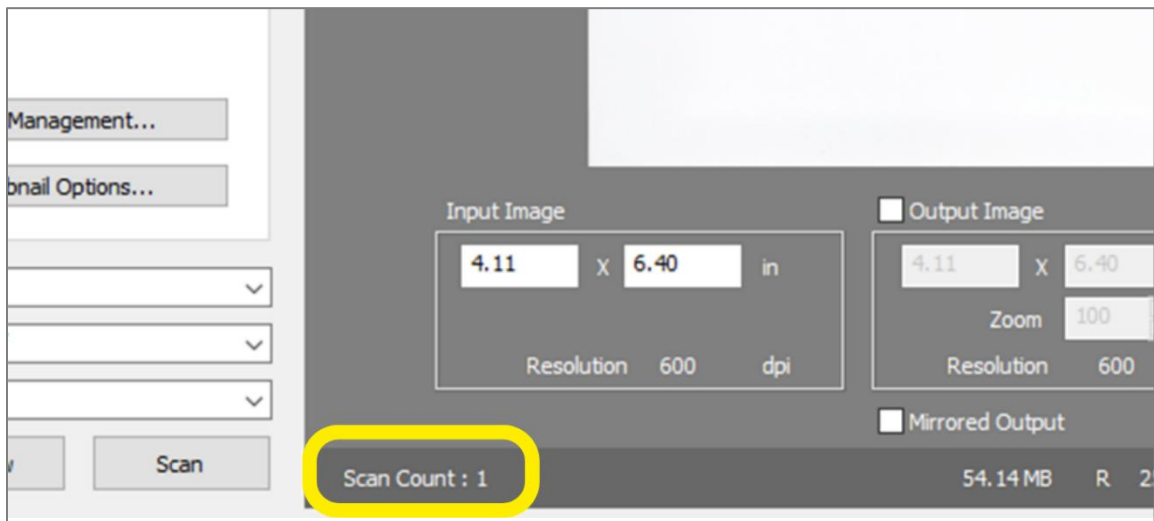 Management...
bnail Options...
Scan
Input Image
4.11 X 6.40 in
Resolution 600 dpi
Output Image
4.11 X 6.40
Zoom 100
Resolution 600
Mirrored Output
Scan Count : 1
54.14 MB R